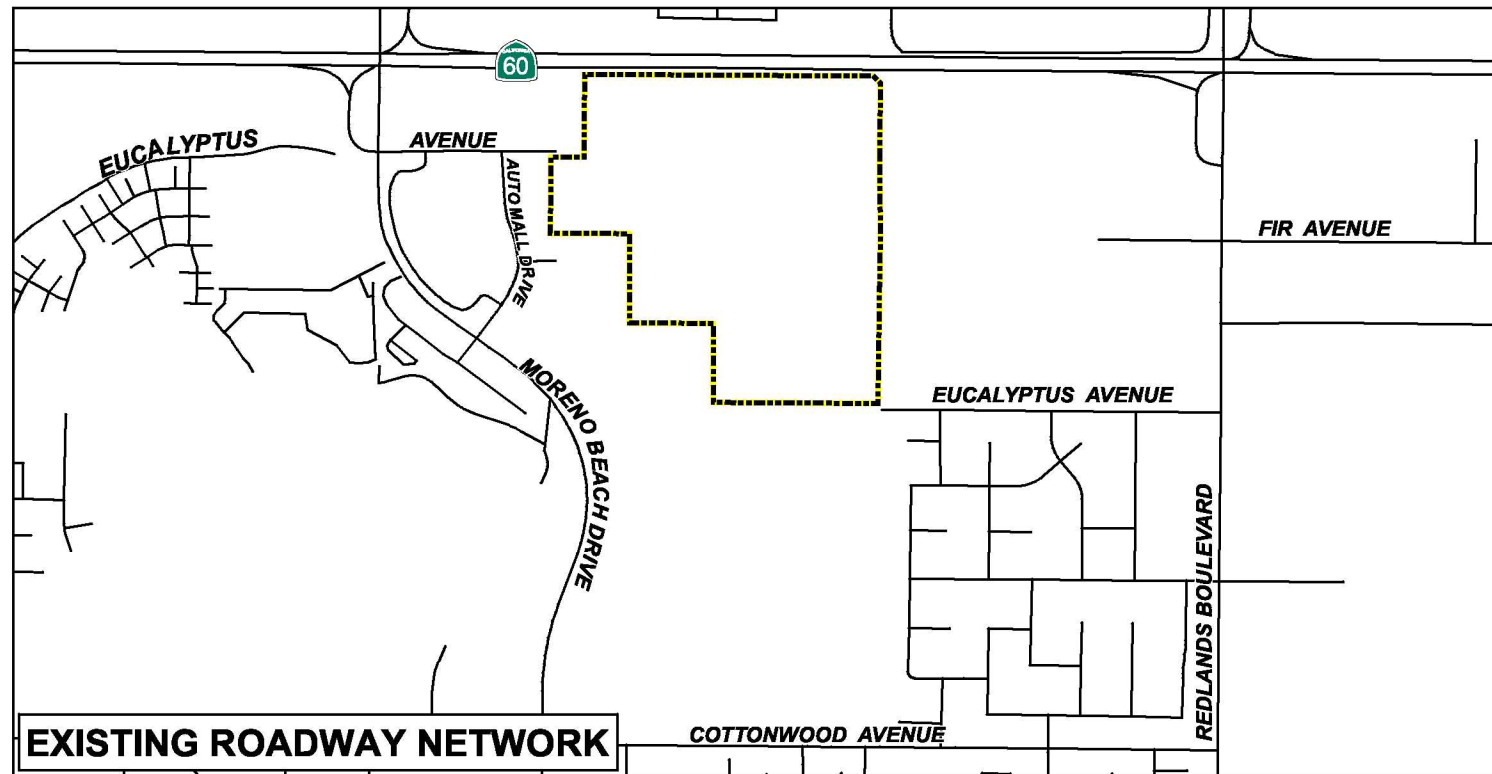 CALIFORNIA
60
EUCALYPTUS
AVENUE
AUTO MALL DRIVE
FIR AVENUE
MORENO BEACH DRIVE
EUCALYPTUS AVENUE
REDLANDS BOULEVARD
COTTONWOOD AVENUE
EXISTING ROADWAY NETWORK